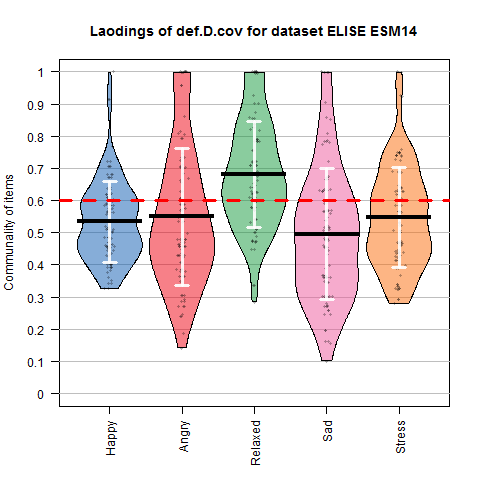 Laodings of def.D.cov for dataset ELISE ESM14
Communality of items
1
0.9
0.8
0.7
0.6
0.5
0.4
0.3
0.2
0.1
0
Happy
Angry
Relaxed
Sad
Stress